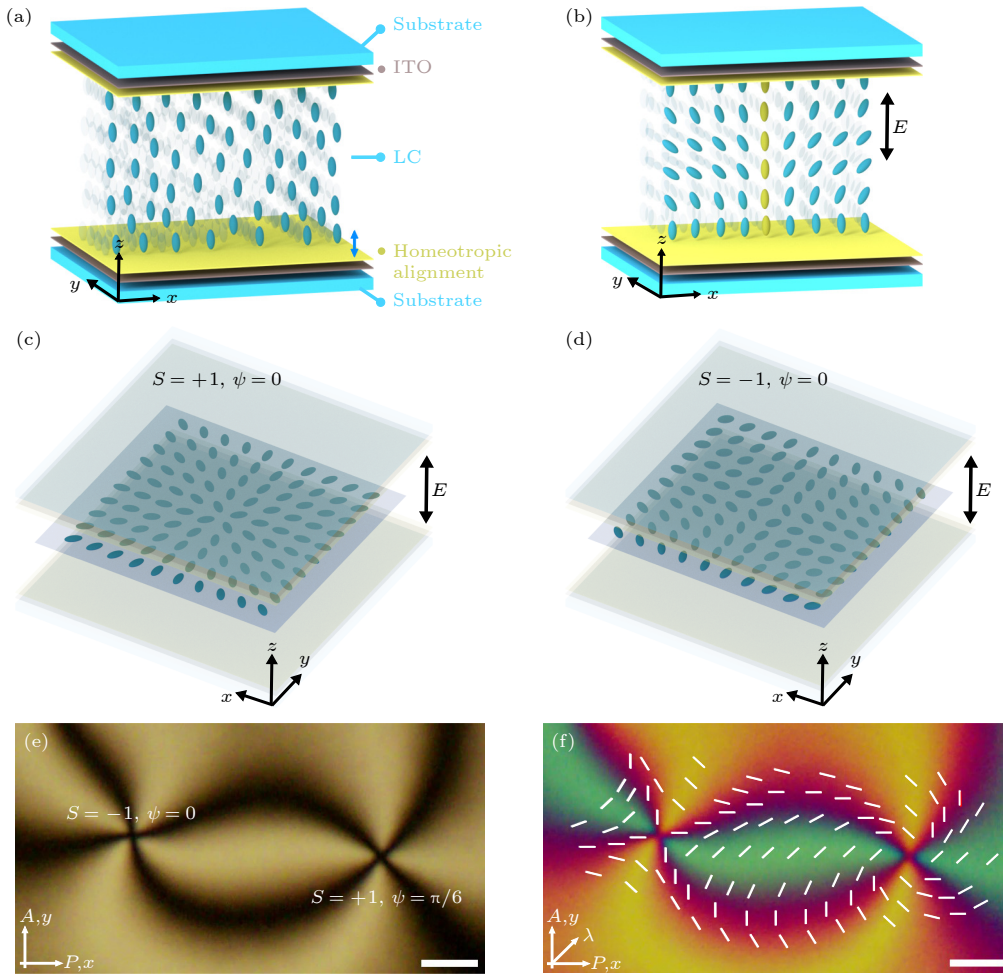 (a)
Substrate
ITO
LC
Homeotropic
alignment
Substrate
z
y
x
(b)
E
z
y
x
(c)
S = +1, ψ = 0
E
z
y
x
(d)
S = −1, ψ = 0
E
z
y
x
(e)
S = −1, ψ = 0
S = +1, ψ = π/6
A, y
P, x
(f)
A, y
λ
P, x